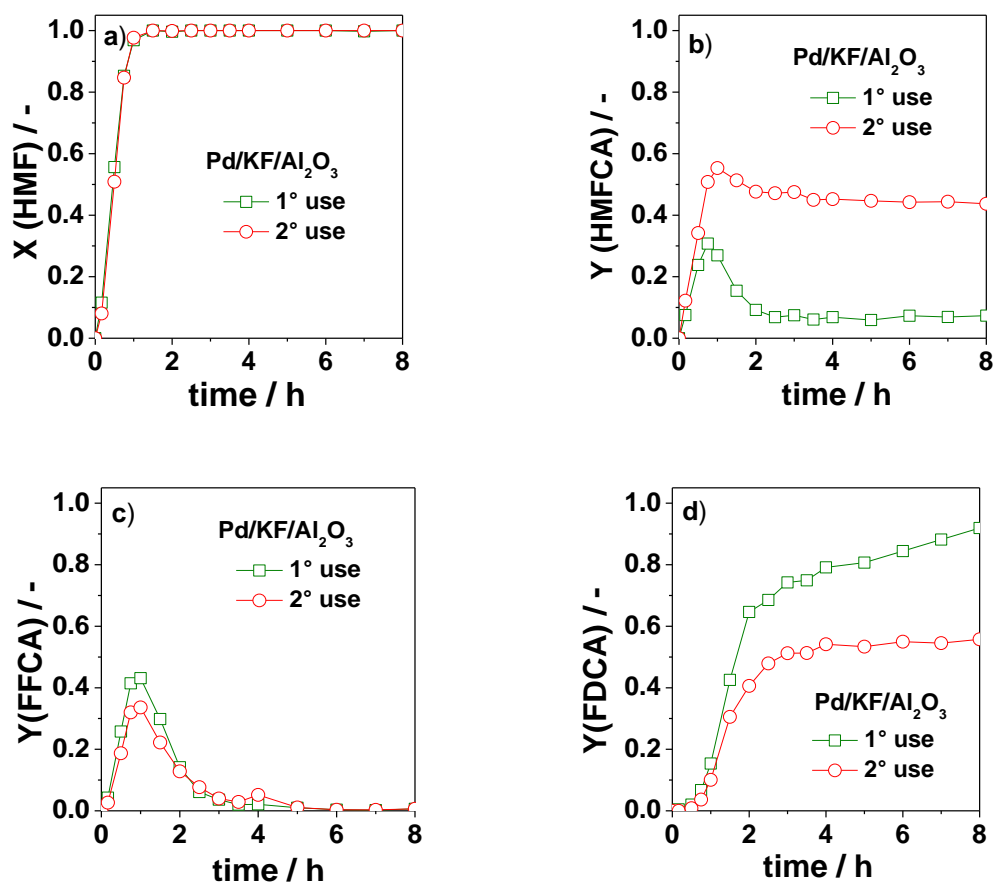 a)
X (HMF) / -
1.0
0.8
0.6
0.4
0.2
0.0
Pd/KF/Al₂O₃
1° use
2° use
0 2 4 6 8
time / h
b)
Y (HMFCA) / -
1.0
0.8
0.6
0.4
0.2
0.0
Pd/KF/Al₂O₃
1° use
2° use
0 2 4 6 8
time / h
c)
Y(FFCA) / -
1.0
0.8
0.6
0.4
0.2
0.0
Pd/KF/Al₂O₃
1° use
2° use
0 2 4 6 8
time / h
d)
Y(FDCA) / -
1.0
0.8
0.6
0.4
0.2
0.0
Pd/KF/Al₂O₃
1° use
2° use
0 2 4 6 8
time / h